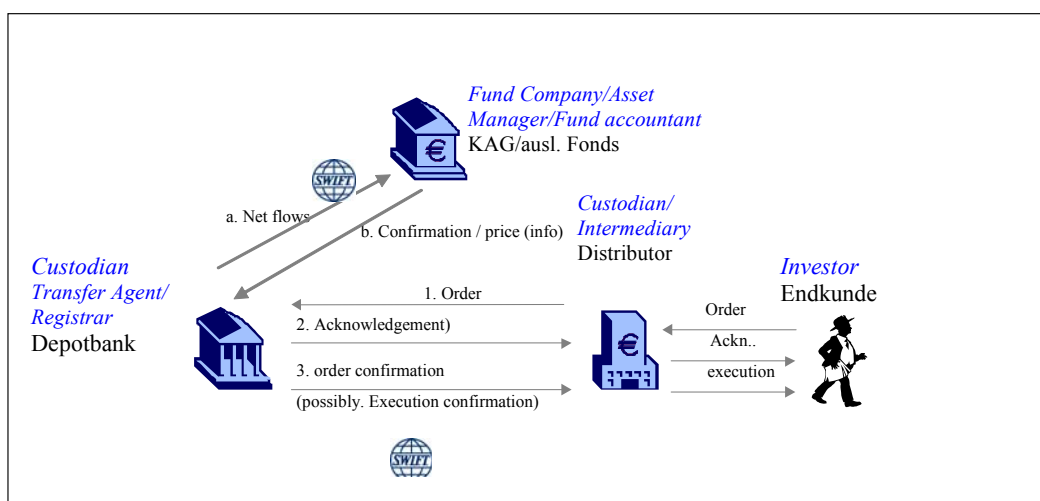 Fund Company/Asset
Manager/Fund accountant
KAG/ausl. Fonds
SWIFT
a. Net flows
b. Confirmation / price (info)
Custodian/
Intermediary
Distributor
Custodian
Transfer Agent/
Registrar
Depotbank
Investor
Endkunde
1. Order
2. Acknowledgement)
3. order confirmation
(possibly. Execution confirmation)
Order
Ackn..
execution
SWIFT